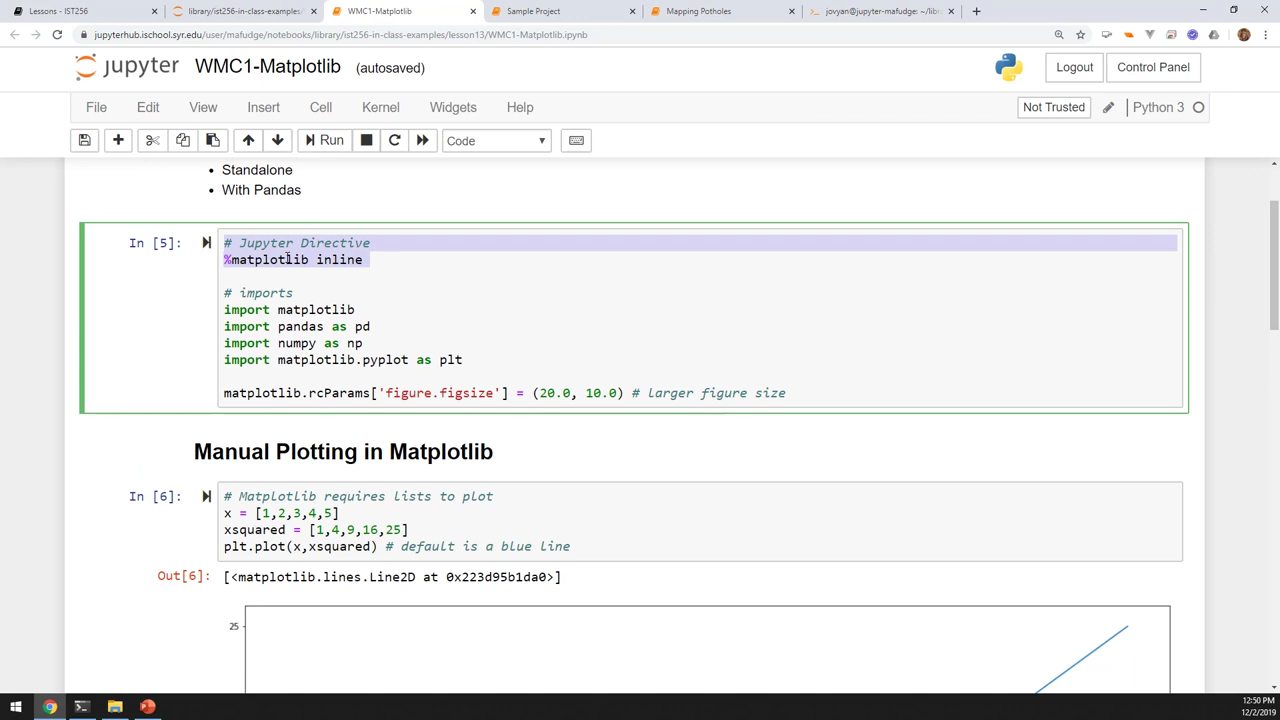 Lessons - IST256
library/ist256-in-class-examples/
WMC1-Matplotlib
Sample Project
Mapping Potholes
jovyan@jupyter-mafudge: ~/libr
jupyterhub.ischool.syr.edu/user/mafudge/notebooks/library/ist256-in-class-examples/lesson13/WMC1-Matplotlib.ipynb
jupyter WMC1-Matplotlib (autosaved)
Logout Control Panel
File Edit View Insert Cell Kernel Widgets Help
Not Trusted Python 3
Run Code
Standalone
With Pandas
In [5]: # Jupyter Directive
%matplotlib inline
# imports
import matplotlib
import pandas as pd
import numpy as np
import matplotlib.pyplot as plt
matplotlib.rcParams['figure.figsize'] = (20.0, 10.0) # larger figure size
Manual Plotting in Matplotlib
In [6]: # Matplotlib requires lists to plot
x = [1,2,3,4,5]
xsquared = [1,4,9,16,25]
plt.plot(x,xsquared) # default is a blue line
Out[6]: [<matplotlib.lines.Line2D at 0x223d95b1da0>]
25
12:50 PM
12/2/2019